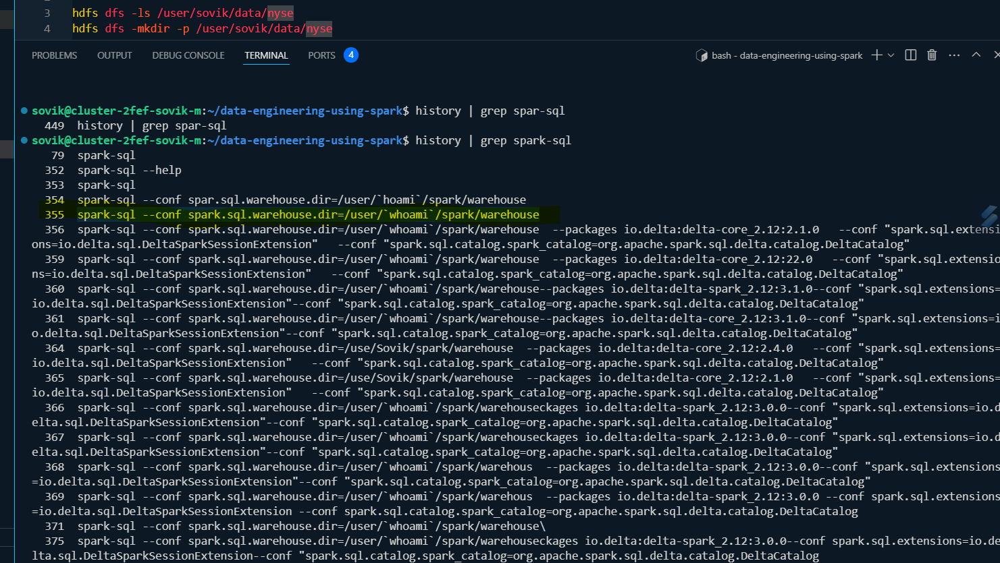 3 hdfs dfs -ls /user/sovik/data/nyse
4 hdfs dfs -mkdir -p /user/sovik/data/nyse
PROBLEMS OUTPUT DEBUG CONSOLE TERMINAL PORTS 4 bash - data-engineering-using-spark
sovik@cluster-2fef-sovik-m:~/data-engineering-using-spark$ history | grep spar-sql
449 history | grep spar-sql
sovik@cluster-2fef-sovik-m:~/data-engineering-using-spark$ history | grep spark-sql
79 spark-sql
352 spark-sql --help
353 spark-sql
354 spark-sql --conf spar.sql.warehouse.dir=/user/`hoami`/spark/warehouse
355 spark-sql --conf spark.sql.warehouse.dir=/user/`whoami`/spark/warehouse
356 spark-sql --conf spark.sql.warehouse.dir=/user/`whoami`/spark/warehouse --packages io.delta:delta-core_2.12:2.1.0 --conf "spark.sql.extensi
ons=io.delta.sql.DeltaSparkSessionExtension" --conf "spark.sql.catalog.spark_catalog=org.apache.spark.sql.delta.catalog.DeltaCatalog"
359 spark-sql --conf spark.sql.warehouse.dir=/user/`whoami`/spark/warehouse --packages io.delta:delta-core_2.12:22.0 --conf "spark.sql.extensio
ns=io.delta.sql.DeltaSparkSessionExtension" --conf "spark.sql.catalog.spark_catalog=org.apache.spark.sql.delta.catalog.DeltaCatalog"
360 spark-sql --conf spark.sql.warehouse.dir=/user/`whoami`/spark/warehouse--packages io.delta:delta-spark_2.12:3.1.0--conf "spark.sql.extensions=
io.delta.sql.DeltaSparkSessionExtension"--conf "spark.sql.catalog.spark_catalog=org.apache.spark.sql.delta.catalog.DeltaCatalog"
361 spark-sql --conf spark.sql.warehouse.dir=/user/`whoami`/spark/warehouse--packages io.delta:delta-core_2.12:3.1.0--conf "spark.sql.extensions=i
o.delta.sql.DeltaSparkSessionExtension"--conf "spark.sql.catalog.spark_catalog=org.apache.spark.sql.delta.catalog.DeltaCatalog"
364 spark-sql --conf spark.sql.warehouse.dir=/use/Sovik/spark/warehouse --packages io.delta:delta-core_2.12:2.4.0 --conf "spark.sql.extensions=
io.delta.sql.DeltaSparkSessionExtension" --conf "spark.sql.catalog.spark_catalog=org.apache.spark.sql.delta.catalog.DeltaCatalog"
365 spark-sql --conf spark.sql.warehouse.dir=/use/Sovik/spark/warehouse --packages io.delta:delta-core_2.12:2.1.0 --conf "spark.sql.extensions=
io.delta.sql.DeltaSparkSessionExtension" --conf "spark.sql.catalog.spark_catalog=org.apache.spark.sql.delta.catalog.DeltaCatalog"
366 spark-sql --conf spark.sql.warehouse.dir=/user/`whoami`/spark/warehouseckages io.delta:delta-spark_2.12:3.0.0--conf "spark.sql.extensions=io.d
elta.sql.DeltaSparkSessionExtension"--conf "spark.sql.catalog.spark_catalog=org.apache.spark.sql.delta.catalog.DeltaCatalog"
367 spark-sql --conf spark.sql.warehouse.dir=/user/`whoami`/spark/warehouseckages io.delta:delta-spark_2.12:3.0.0--conf "spark.sql.extensions=io.d
elta.sql.DeltaSparkSessionExtension"--conf "spark.sql.catalog.spark_catalog=org.apache.spark.sql.delta.catalog.DeltaCatalog"
368 spark-sql --conf spark.sql.warehouse.dir=/user/`whoami`/spark/warehous --packages io.delta:delta-spark_2.12:3.0.0--conf "spark.sql.extensions
=io.delta.sql.DeltaSparkSessionExtension"--conf "spark.sql.catalog.spark_catalog=org.apache.spark.sql.delta.catalog.DeltaCatalog"
369 spark-sql --conf spark.sql.warehouse.dir=/user/`whoami`/spark/warehous --packages io.delta:delta-spark_2.12:3.0.0 --conf spark.sql.extensions
=io.delta.sql.DeltaSparkSessionExtension --conf spark.sql.catalog.spark_catalog=org.apache.spark.sql.delta.catalog.DeltaCatalog
371 spark-sql --conf spark.sql.warehouse.dir=/user/`whoami`/spark/warehouse\
375 spark-sql --conf spark.sql.warehouse.dir=/user/`whoami`/spark/warehouseckages io.delta:delta-spark_2.12:3.0.0--conf spark.sql.extensions=io.de
lta.sql.DeltaSparkSessionExtension--conf "spark.sql.catalog.spark_catalog=org.apache.spark.sql.delta.catalog.DeltaCatalog